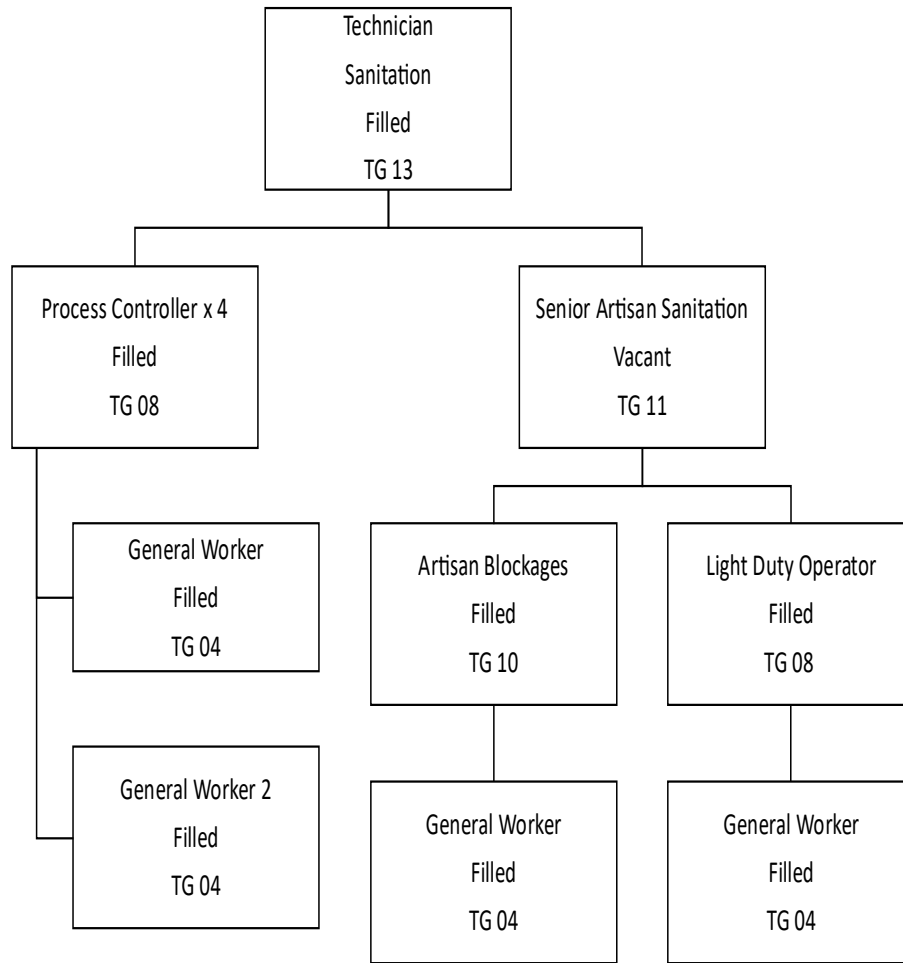 Technician
Sanitation
Filled
TG 13
Process Controller x 4
Filled
TG 08
Senior Artisan Sanitation
Vacant
TG 11
General Worker
Filled
TG 04
Artisan Blockages
Filled
TG 10
Light Duty Operator
Filled
TG 08
General Worker 2
Filled
TG 04
General Worker
Filled
TG 04
General Worker
Filled
TG 04